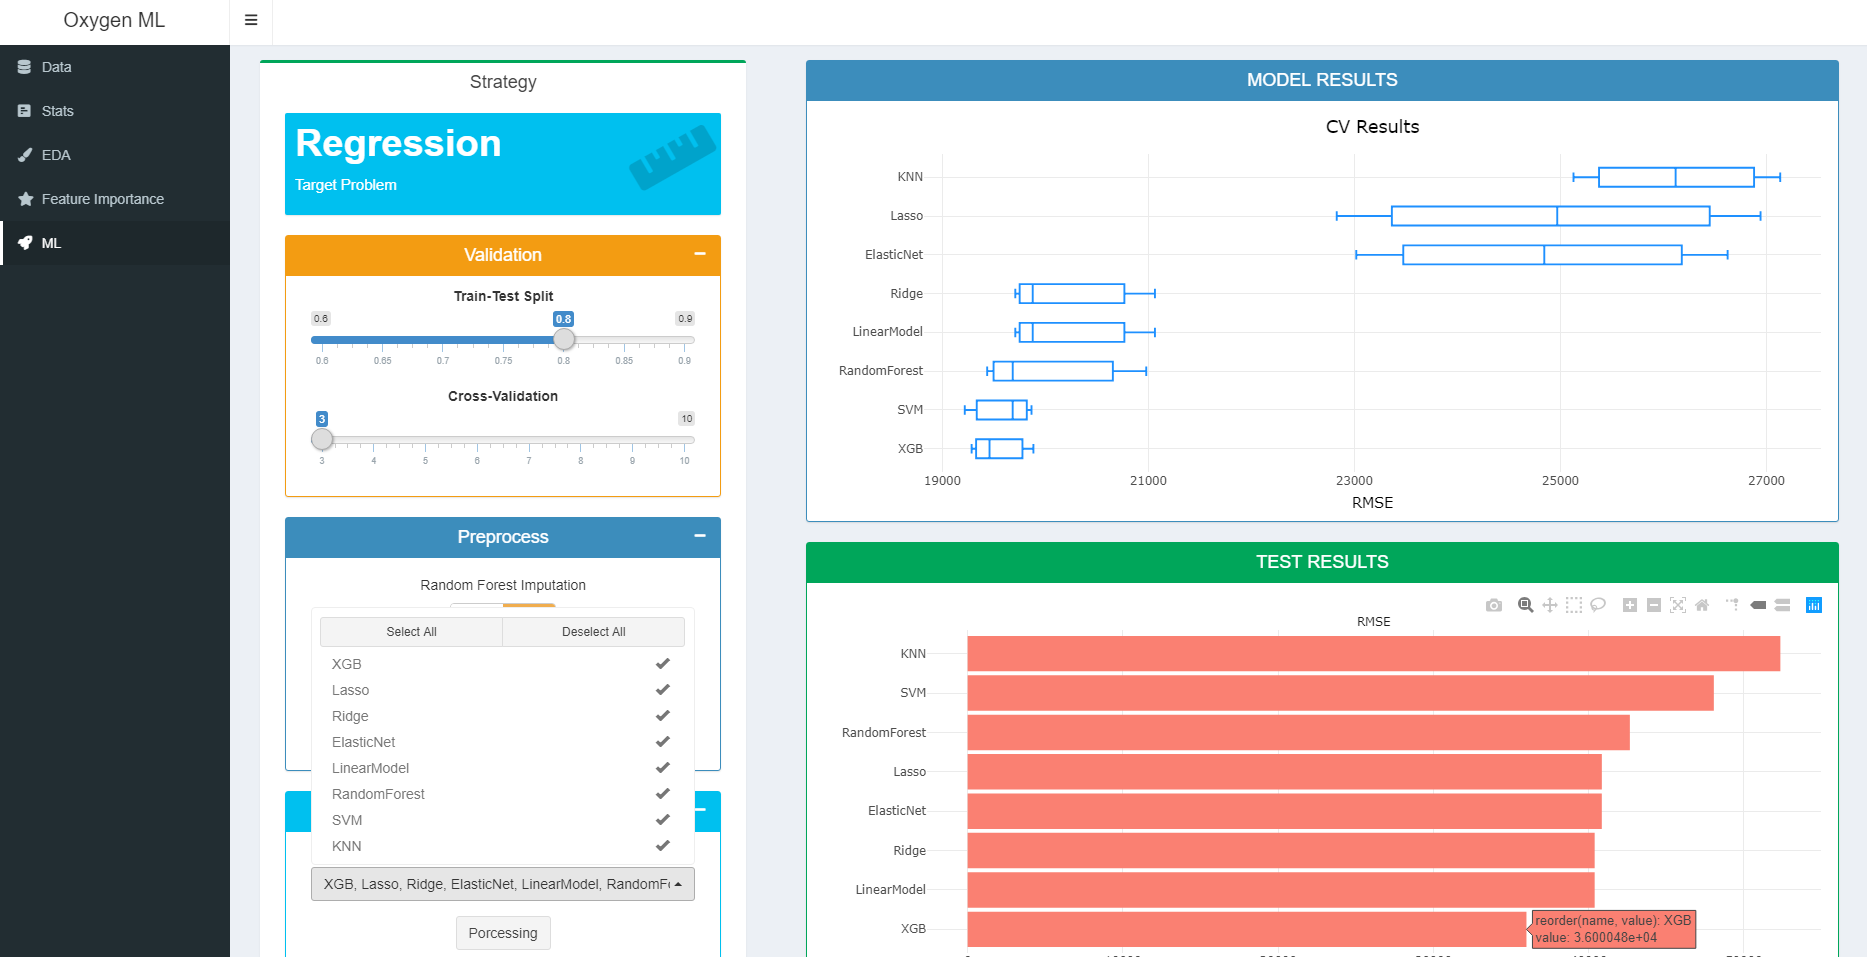 Oxygen ML
Data
Stats
EDA
Feature Importance
ML
Strategy
Regression
Target Problem
Validation
Train-Test Split
0.6 0.8 0.9
0.6 0.65 0.7 0.75 0.8 0.85 0.9
Cross-Validation
3 10
3 4 5 6 7 8 9 10
Preprocess
Random Forest Imputation
Select All Deselect All
XGB
Lasso
Ridge
ElasticNet
LinearModel
RandomForest
SVM
KNN
XGB, Lasso, Ridge, ElasticNet, LinearModel, RandomFo
Porcessing
MODEL RESULTS
CV Results
KNN
Lasso
ElasticNet
Ridge
LinearModel
RandomForest
SVM
XGB
19000 21000 23000 25000 27000
RMSE
TEST RESULTS
RMSE
KNN
SVM
RandomForest
Lasso
ElasticNet
Ridge
LinearModel
XGB
reorder(name, value): XGB
value: 3.600048e+04